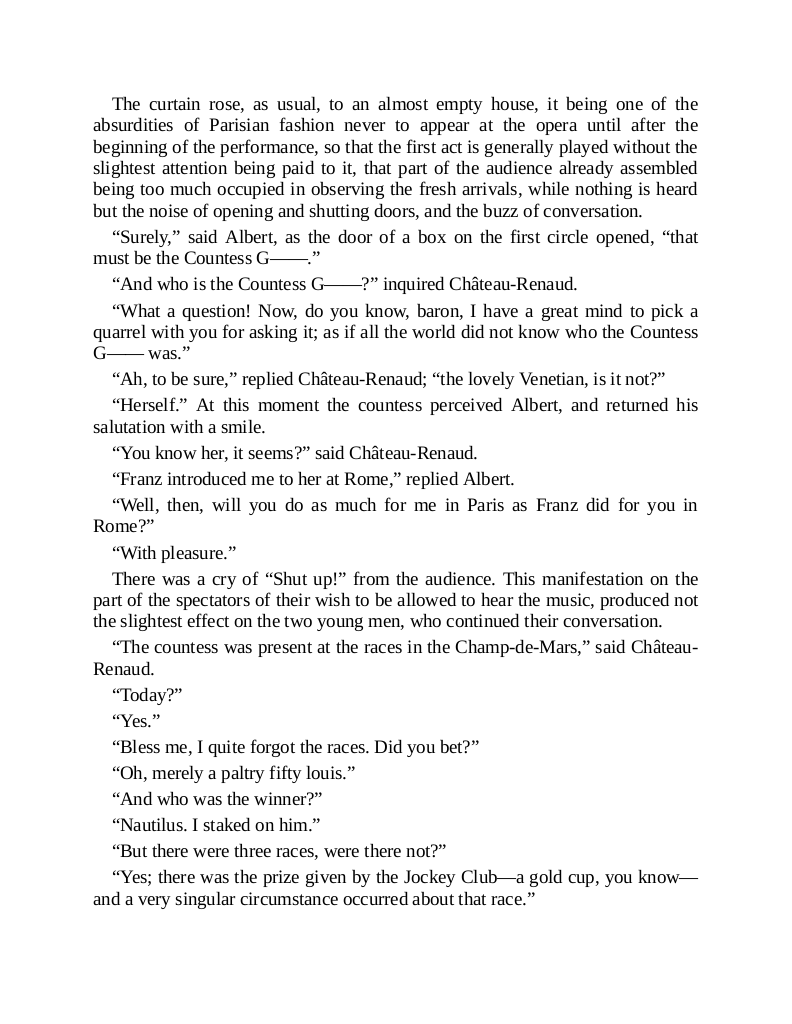 The curtain rose, as usual, to an almost empty house, it being one of the
absurdities of Parisian fashion never to appear at the opera until after the
beginning of the performance, so that the first act is generally played without the
slightest attention being paid to it, that part of the audience already assembled
being too much occupied in observing the fresh arrivals, while nothing is heard
but the noise of opening and shutting doors, and the buzz of conversation.
“Surely,” said Albert, as the door of a box on the first circle opened, “that
must be the Countess G——.”
“And who is the Countess G——?” inquired Château-Renaud.
“What a question! Now, do you know, baron, I have a great mind to pick a
quarrel with you for asking it; as if all the world did not know who the Countess
G—— was.”
“Ah, to be sure,” replied Château-Renaud; “the lovely Venetian, is it not?”
“Herself.” At this moment the countess perceived Albert, and returned his
salutation with a smile.
“You know her, it seems?” said Château-Renaud.
“Franz introduced me to her at Rome,” replied Albert.
“Well, then, will you do as much for me in Paris as Franz did for you in
Rome?”
“With pleasure.”
There was a cry of “Shut up!” from the audience. This manifestation on the
part of the spectators of their wish to be allowed to hear the music, produced not
the slightest effect on the two young men, who continued their conversation.
“The countess was present at the races in the Champ-de-Mars,” said Château-
Renaud.
“Today?”
“Yes.”
“Bless me, I quite forgot the races. Did you bet?”
“Oh, merely a paltry fifty louis.”
“And who was the winner?”
“Nautilus. I staked on him.”
“But there were three races, were there not?”
“Yes; there was the prize given by the Jockey Club—a gold cup, you know—
and a very singular circumstance occurred about that race.”